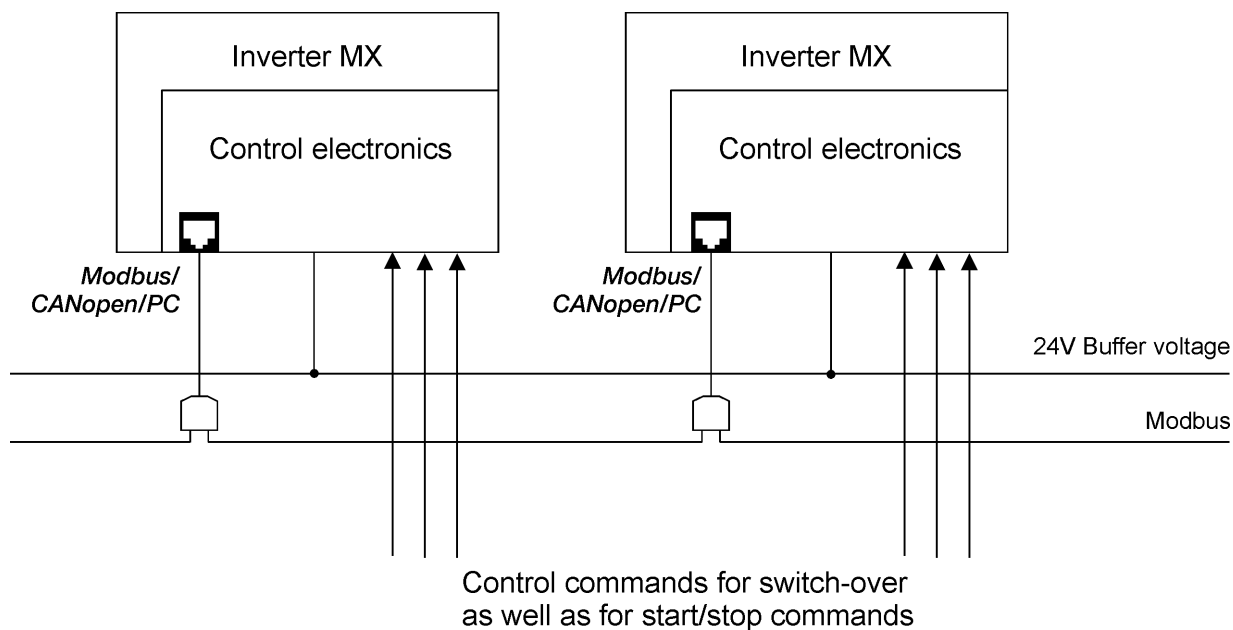 Inverter MX
Inverter MX
Control electronics
Control electronics
Modbus/
CANopen/PC
Modbus/
CANopen/PC
24V Buffer voltage
Modbus
Control commands for switch-over
as well as for start/stop commands